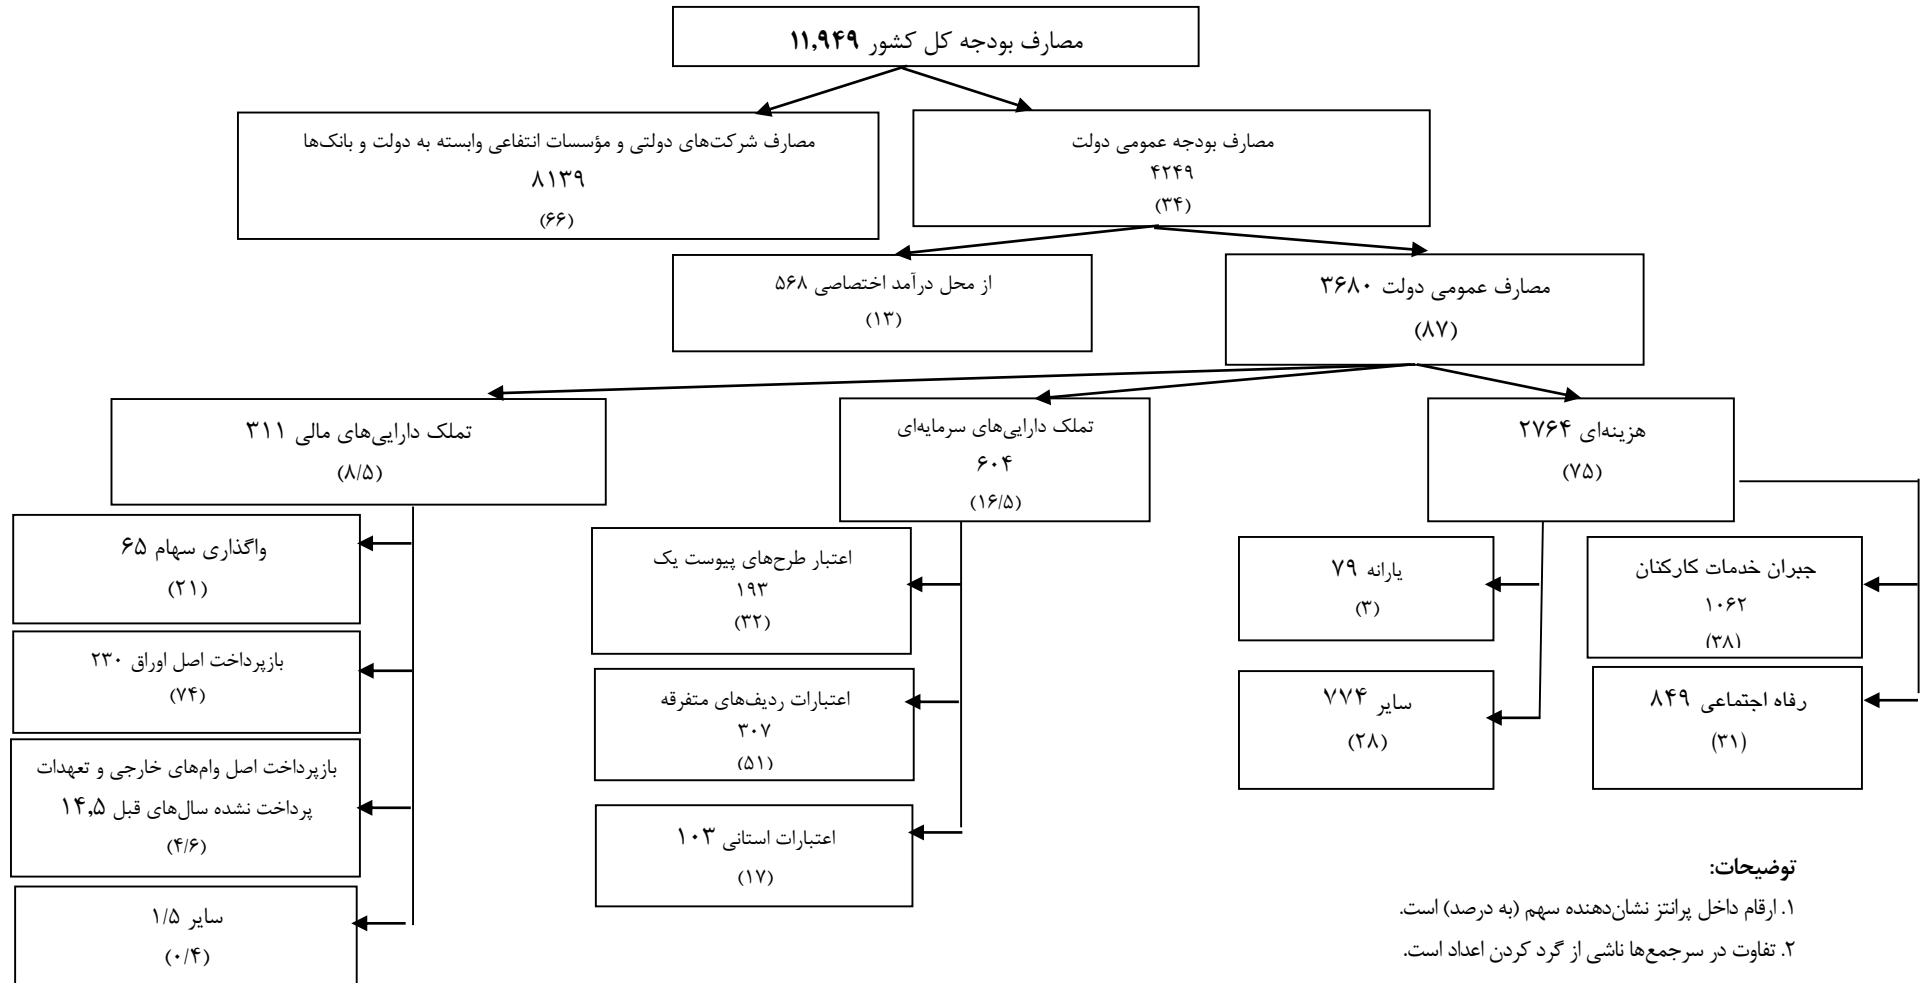 مصارف بودجه کل کشور ۱۱,۹۴۹
مصارف بودجه عمومی دولت
۴۲۴۹
(۳۴)
مصارف شرکت‌های دولتی و مؤسسات انتفاعی وابسته به دولت و بانک‌ها
۸۱۳۹
(۶۶)
مصارف عمومی دولت ۳۶۸۰
(۸۷)
از محل درآمد اختصاصی ۵۶۸
(۱۳)
هزینه‌ای ۲۷۶۴
(۷۵)
تملک دارایی‌های سرمایه‌ای
۶۰۴
(۱۶/۵)
تملک دارایی‌های مالی ۳۱۱
(۸/۵)
جبران خدمات کارکنان
۱۰۶۲
(۳۸)
رفاه اجتماعی ۸۴۹
(۳۱)
یارانه ۷۹
(۳)
سایر ۷۷۴
(۲۸)
اعتبار طرح‌های پیوست یک
۱۹۳
(۳۲)
اعتبارات ردیف‌های متفرقه
۳۰۷
(۵۱)
اعتبارات استانی ۱۰۳
(۱۷)
واگذاری سهام ۶۵
(۲۱)
بازپرداخت اصل اوراق ۲۳۰
(۷۴)
بازپرداخت اصل وام‌های خارجی و تعهدات
پرداخت نشده سال‌های قبل ۱۴,۵
(۴/۶)
سایر ۱/۵
(۰/۴)
توضیحات:
۱. ارقام داخل پرانتز نشان‌دهنده سهم (به درصد) است.
۲. تفاوت در سرجمع‌ها ناشی از گرد کردن اعداد است.